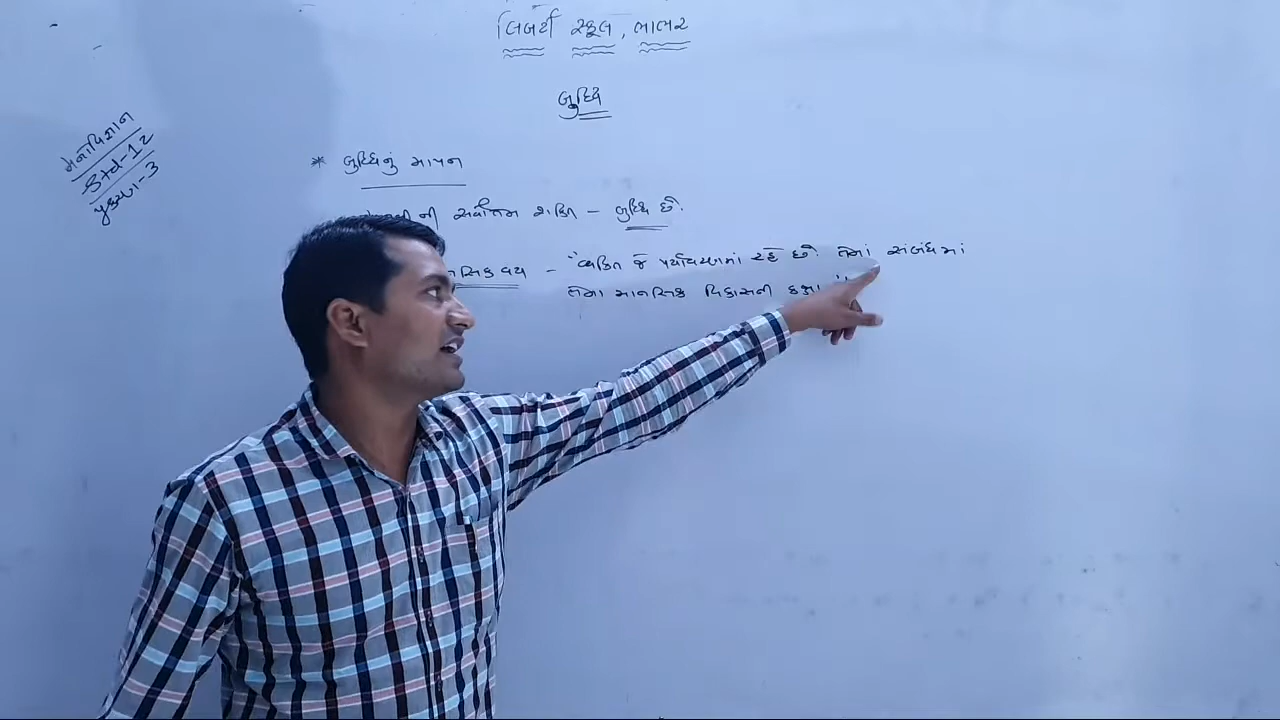 લિબર્ટી સ્કૂલ, ભાભર
બુદ્ધિ
મનોવિજ્ઞાન
Std-12
પ્રકરણ-3
* બુદ્ધિનું માપન
ની સર્વોત્તમ શક્તિ - બુદ્ધિ છે.
વય - "વ્યક્તિ જે પર્યાવરણમાં રહે છે. તેમાં સંબંધમાં
તેના માનસિક વિકાસની કક્ષા"